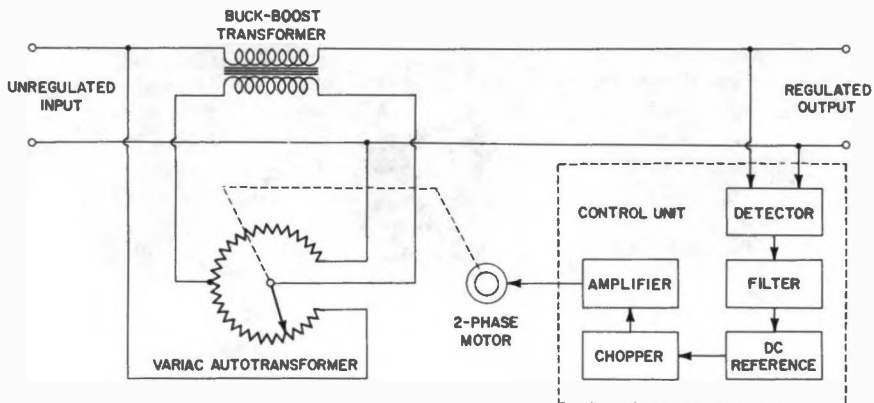 BUCK-BOOST
TRANSFORMER
UNREGULATED
INPUT
REGULATED
OUTPUT
CONTROL UNIT
DETECTOR
AMPLIFIER
FILTER
2-PHASE
MOTOR
CHOPPER
DC
REFERENCE
VARIAC AUTOTRANSFORMER